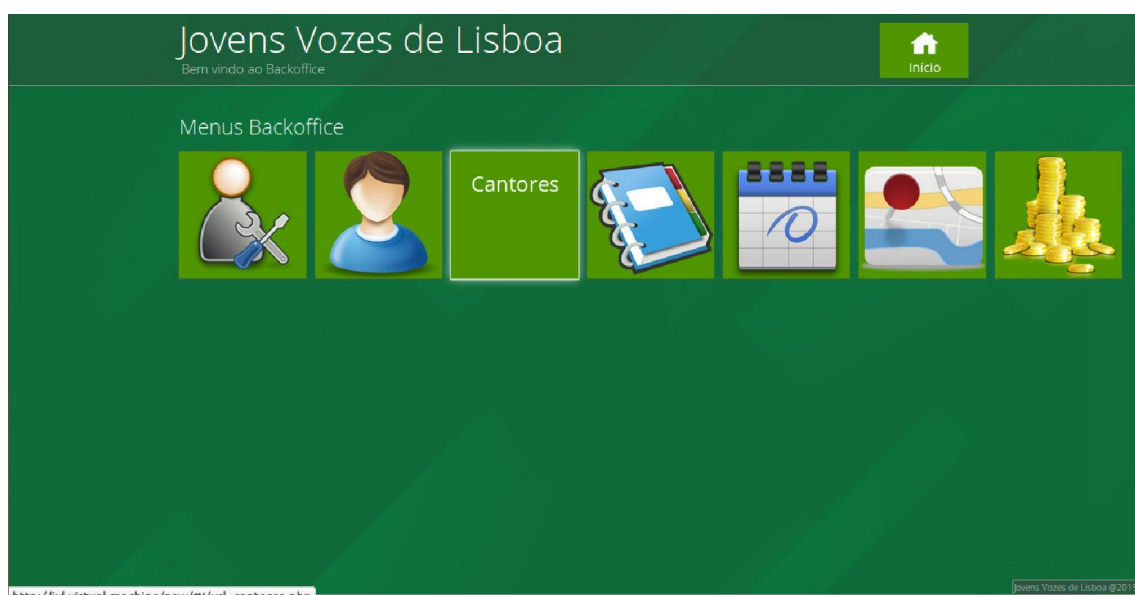 Jovens Vozes de Lisboa
Bem vindo ao Backoffice
Início
Menus Backoffice
Cantores
Jovens Vozes de Lisboa @2015